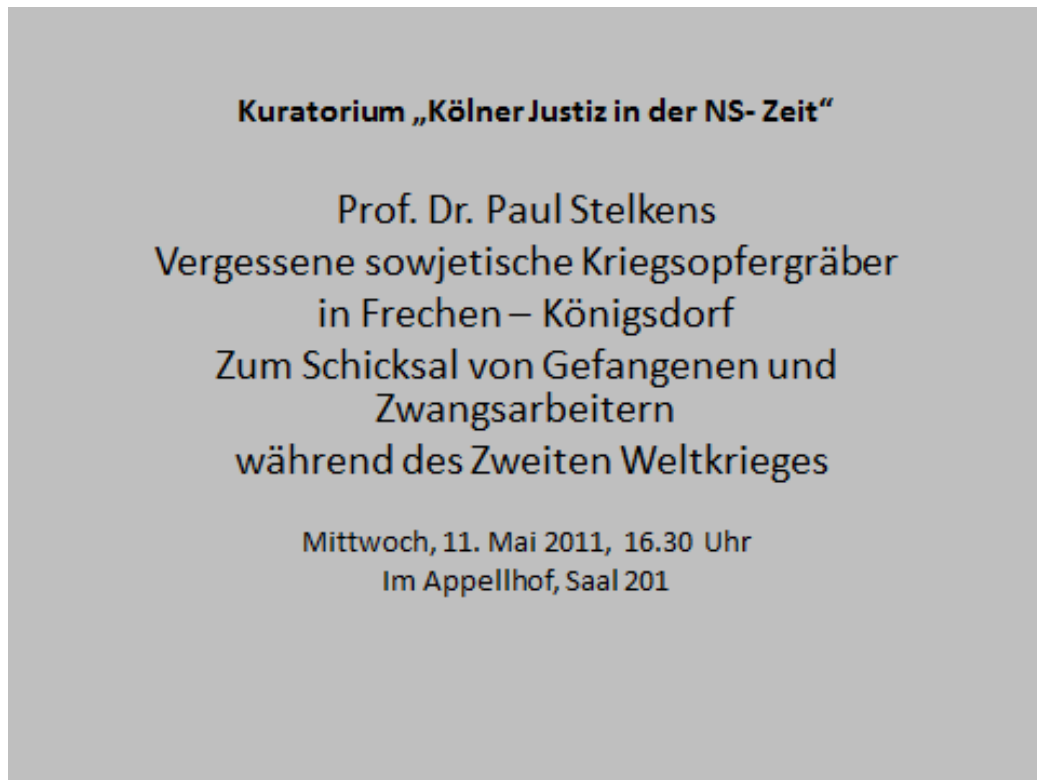 Kuratorium „Kölner Justiz in der NS- Zeit“
Prof. Dr. Paul Stelkens
Vergessene sowjetische Kriegsopfergräber
in Frechen – Königsdorf
Zum Schicksal von Gefangenen und
Zwangsarbeitern
während des Zweiten Weltkrieges
Mittwoch, 11. Mai 2011, 16.30 Uhr
Im Appellhof, Saal 201